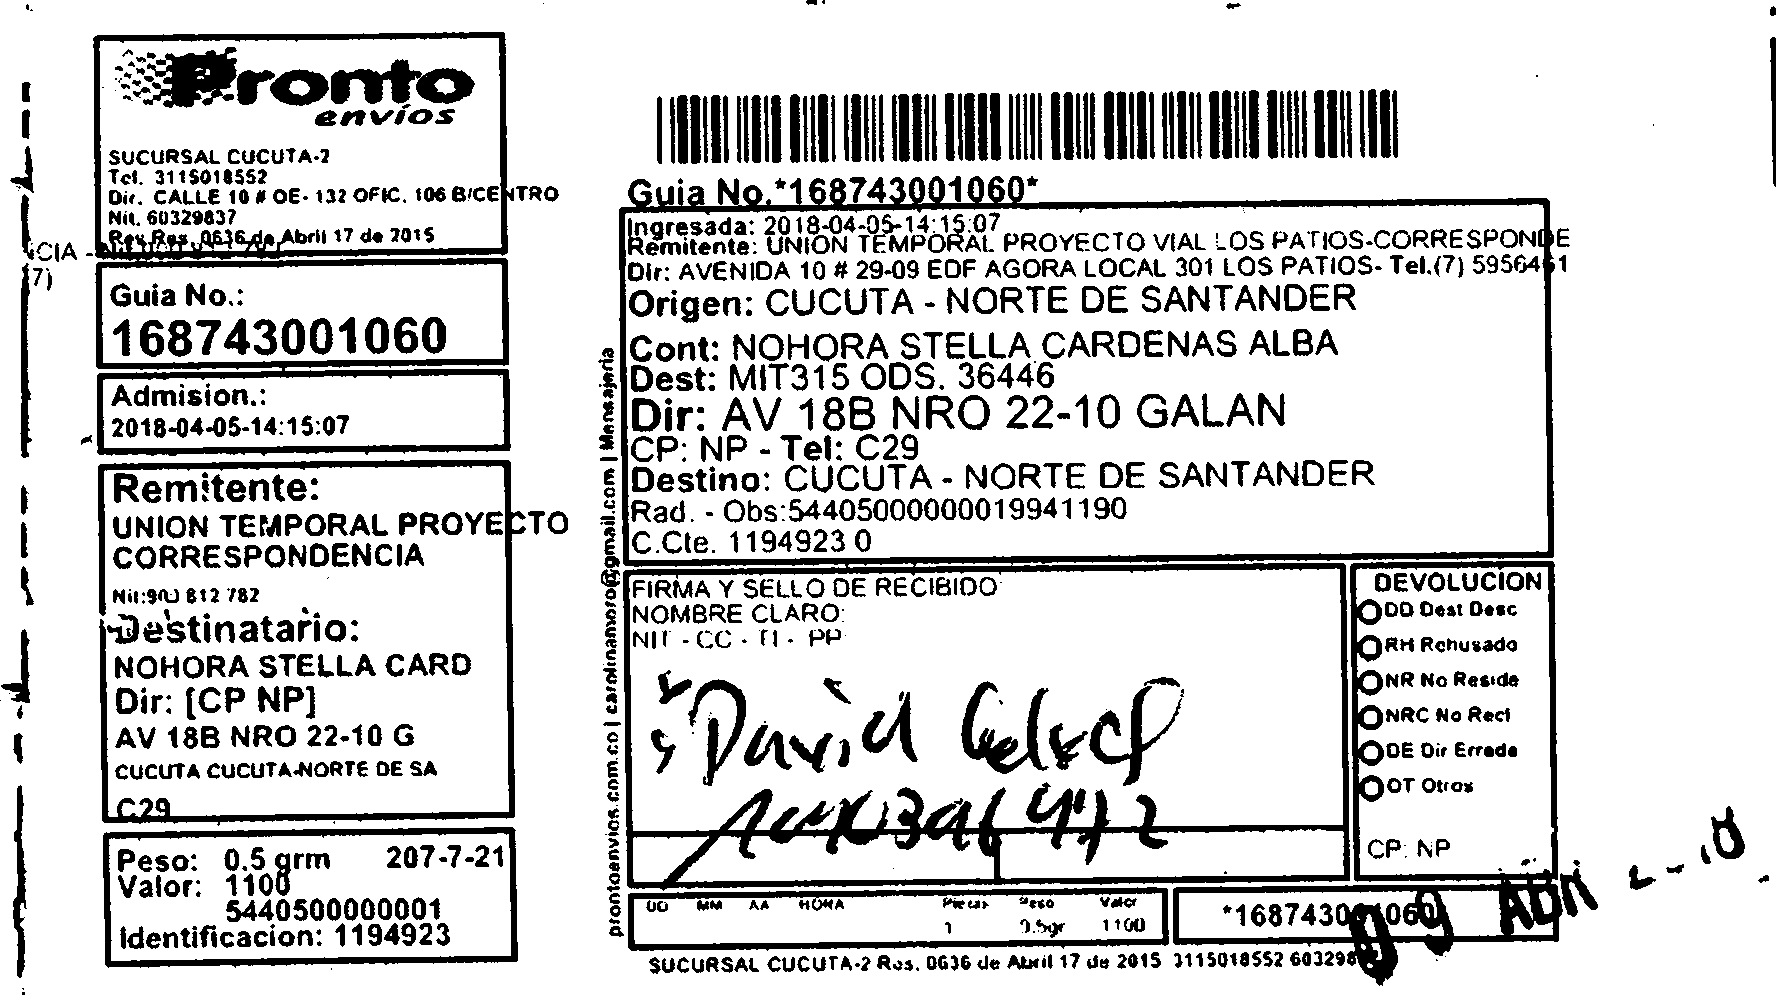 Pronto
envíos
SUCURSAL CUCUTA-2
Tel. 3115018552
Dir. CALLE 10 # OE- 132 OFIC. 106 B/CENTRO
Nit. 60329837
Res. 0636 de Abril 17 de 2015
Guia No.:
168743001060
Admision.:
2018-04-05-14:15:07
Remitente:
UNION TEMPORAL PROYECTO
CORRESPONDENCIA
Nit:900 812 782
Destinatario:
NOHORA STELLA CARD
Dir: [CP NP]
AV 18B NRO 22-10 G
CUCUTA CUCUTA-NORTE DE SA
C29
Peso: 0.5 grm 207-7-21
Valor: 1100
5440500000001
Identificacion: 1194923
Guia No.*168743001060*
Ingresada: 2018-04-05-14:15:07
Remitente: UNION TEMPORAL PROYECTO VIAL LOS PATIOS-CORRESPONDE
Dir: AVENIDA 10 # 29-09 EDF AGORA LOCAL 301 LOS PATIOS- Tel.(7) 5956461
Origen: CUCUTA - NORTE DE SANTANDER
Cont: NOHORA STELLA CARDENAS ALBA
Dest: MIT315 ODS. 36446
Dir: AV 18B NRO 22-10 GALAN
CP: NP - Tel: C29
Destino: CUCUTA - NORTE DE SANTANDER
Rad. - Obs:544050000000019941190
C.Cte. 1194923 0
prontoenvios.com.co | carolinamoro@gmail.com | Mensajeria
FIRMA Y SELLO DE RECIBIDO
NOMBRE CLARO:
NIT - CC - TI - PP
David
DEVOLUCION
DD Dest Desc
RH Rehusado
NR No Reside
NRC No Recl
DE Dir Errada
OT Otros
CP: NP
DD MM AA HORA Piezas Peso Valor
1 0.5gr 1100
*168743001060*
09 ABR
SUCURSAL CUCUTA-2 Res. 0636 de Abril 17 de 2015 3115018552 603298